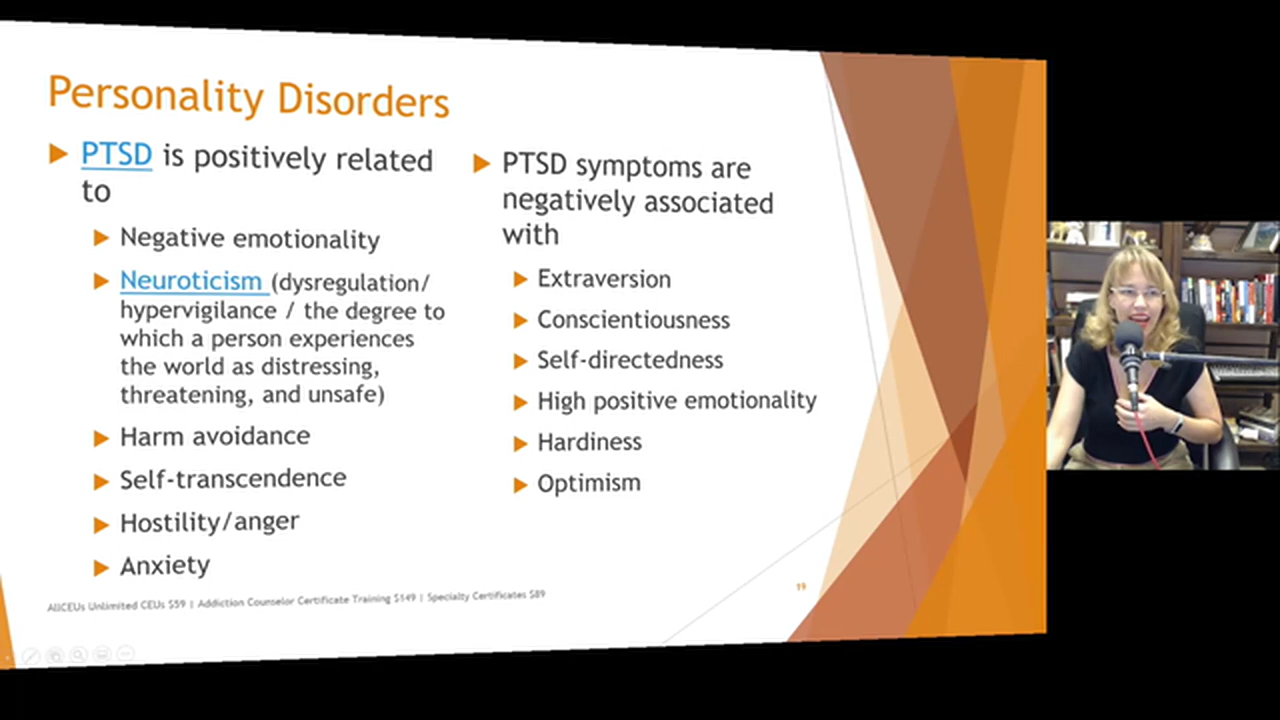 Personality Disorders
PTSD is positively related
to
Negative emotionality
Neuroticism (dysregulation/
hypervigilance / the degree to
which a person experiences
the world as distressing,
threatening, and unsafe)
Harm avoidance
Self-transcendence
Hostility/anger
Anxiety
PTSD symptoms are
negatively associated
with
Extraversion
Conscientiousness
Self-directedness
High positive emotionality
Hardiness
Optimism
AllCEUs Unlimited CEUs $59 | Addiction Counselor Certificate Training $149 | Specialty Certificates $89
19